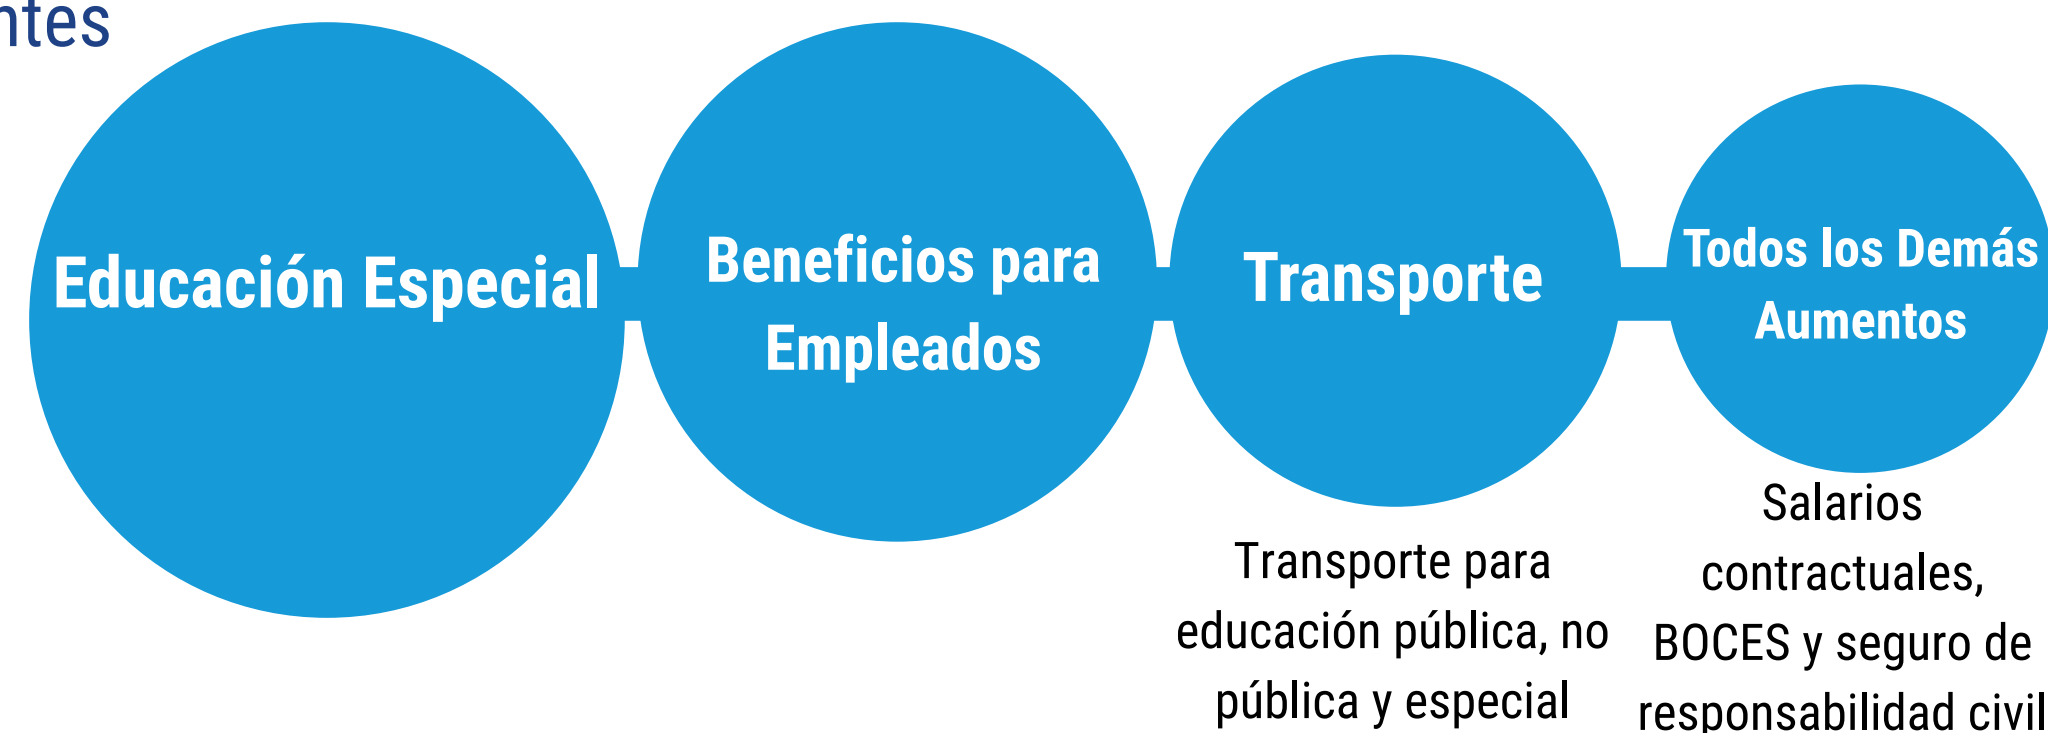 Educación Especial
Beneficios para
Empleados
Transporte
Transporte para
educación pública, no
pública y especial
Todos los Demás
Aumentos
Salarios
contractuales,
BOCES y seguro de
responsabilidad civil